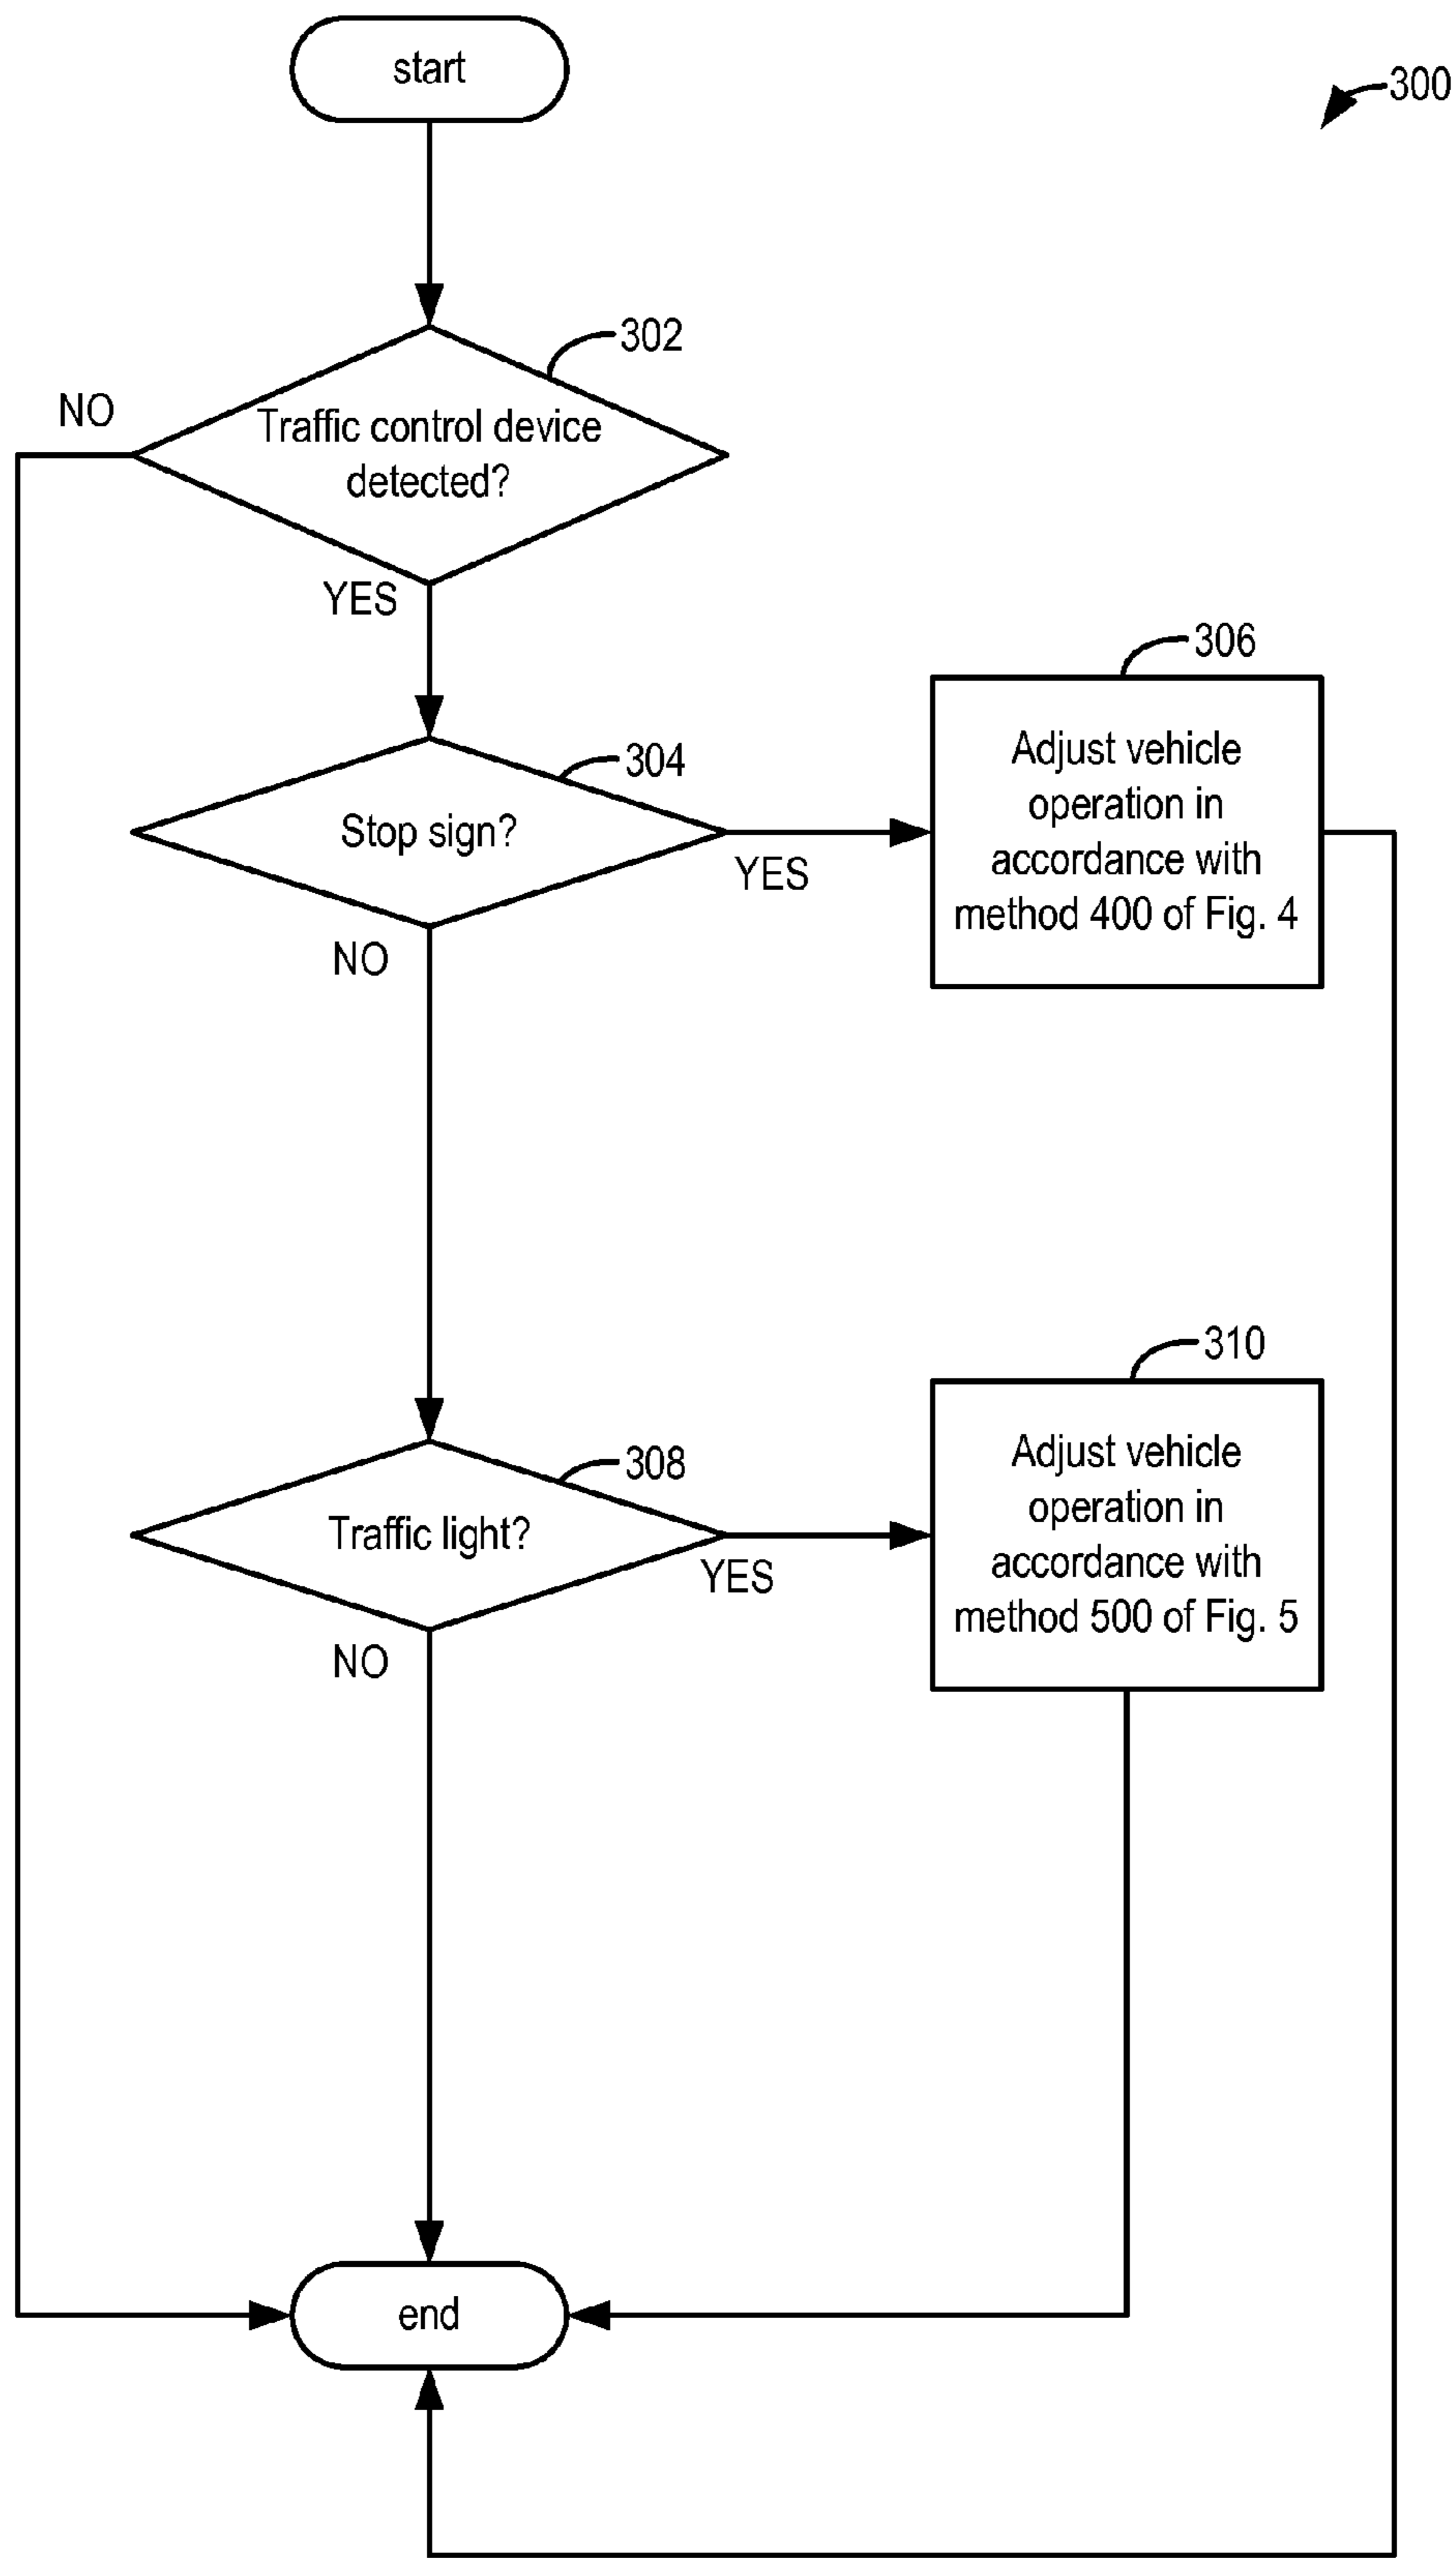 start
300
302
NO
Traffic control device
detected?
YES
306
304
Adjust vehicle
operation in
accordance with
method 400 of Fig. 4
Stop sign?
YES
NO
310
308
Adjust vehicle
operation in
accordance with
method 500 of Fig. 5
Traffic light?
YES
NO
end